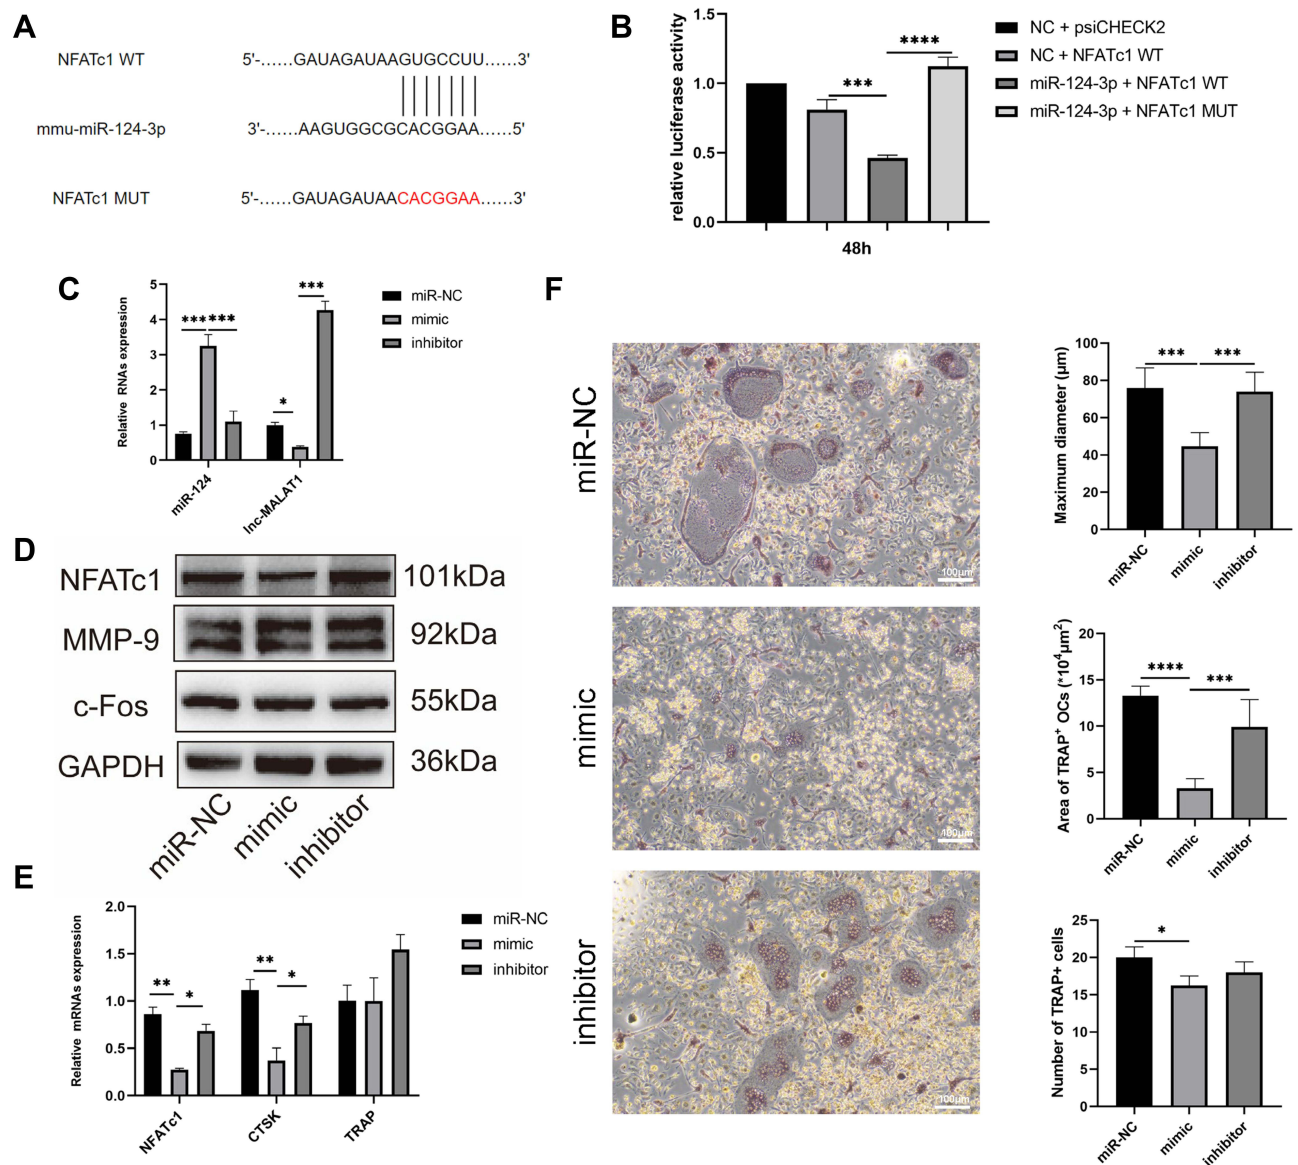 A
NFATc1 WT 5'-......GAUAGAUAAGUGCCUU......3'
mmu-miR-124-3p 3'-......AAGUGGCGCACGGAA......5'
NFATc1 MUT 5'-......GAUAGAUAACACGGAA......3'
B
relative luciferase activity
1.5
1.0
0.5
0.0
***
****
48h
NC + psiCHECK2
NC + NFATc1 WT
miR-124-3p + NFATc1 WT
miR-124-3p + NFATc1 MUT
C
Relative RNAs expression
5
4
3
2
1
0
*** ***
*
***
miR-124
lnc-MALAT1
miR-NC
mimic
inhibitor
D
NFATc1 101kDa
MMP-9 92kDa
c-Fos 55kDa
GAPDH 36kDa
miR-NC mimic inhibitor
E
Relative mRNAs expression
2.0
1.5
1.0
0.5
0.0
** *
** *
NFATc1
CTSK
TRAP
miR-NC
mimic
inhibitor
F
miR-NC
100μm
mimic
100μm
inhibitor
100μm
Maximum diameter (μm)
100
80
60
40
20
0
*** ***
miR-NC
mimic
inhibitor
Area of TRAP⁺ OCs (*10⁴μm²)
20
15
10
5
0
**** ***
miR-NC
mimic
inhibitor
Number of TRAP+ cells
25
20
15
10
5
0
*
miR-NC
mimic
inhibitor